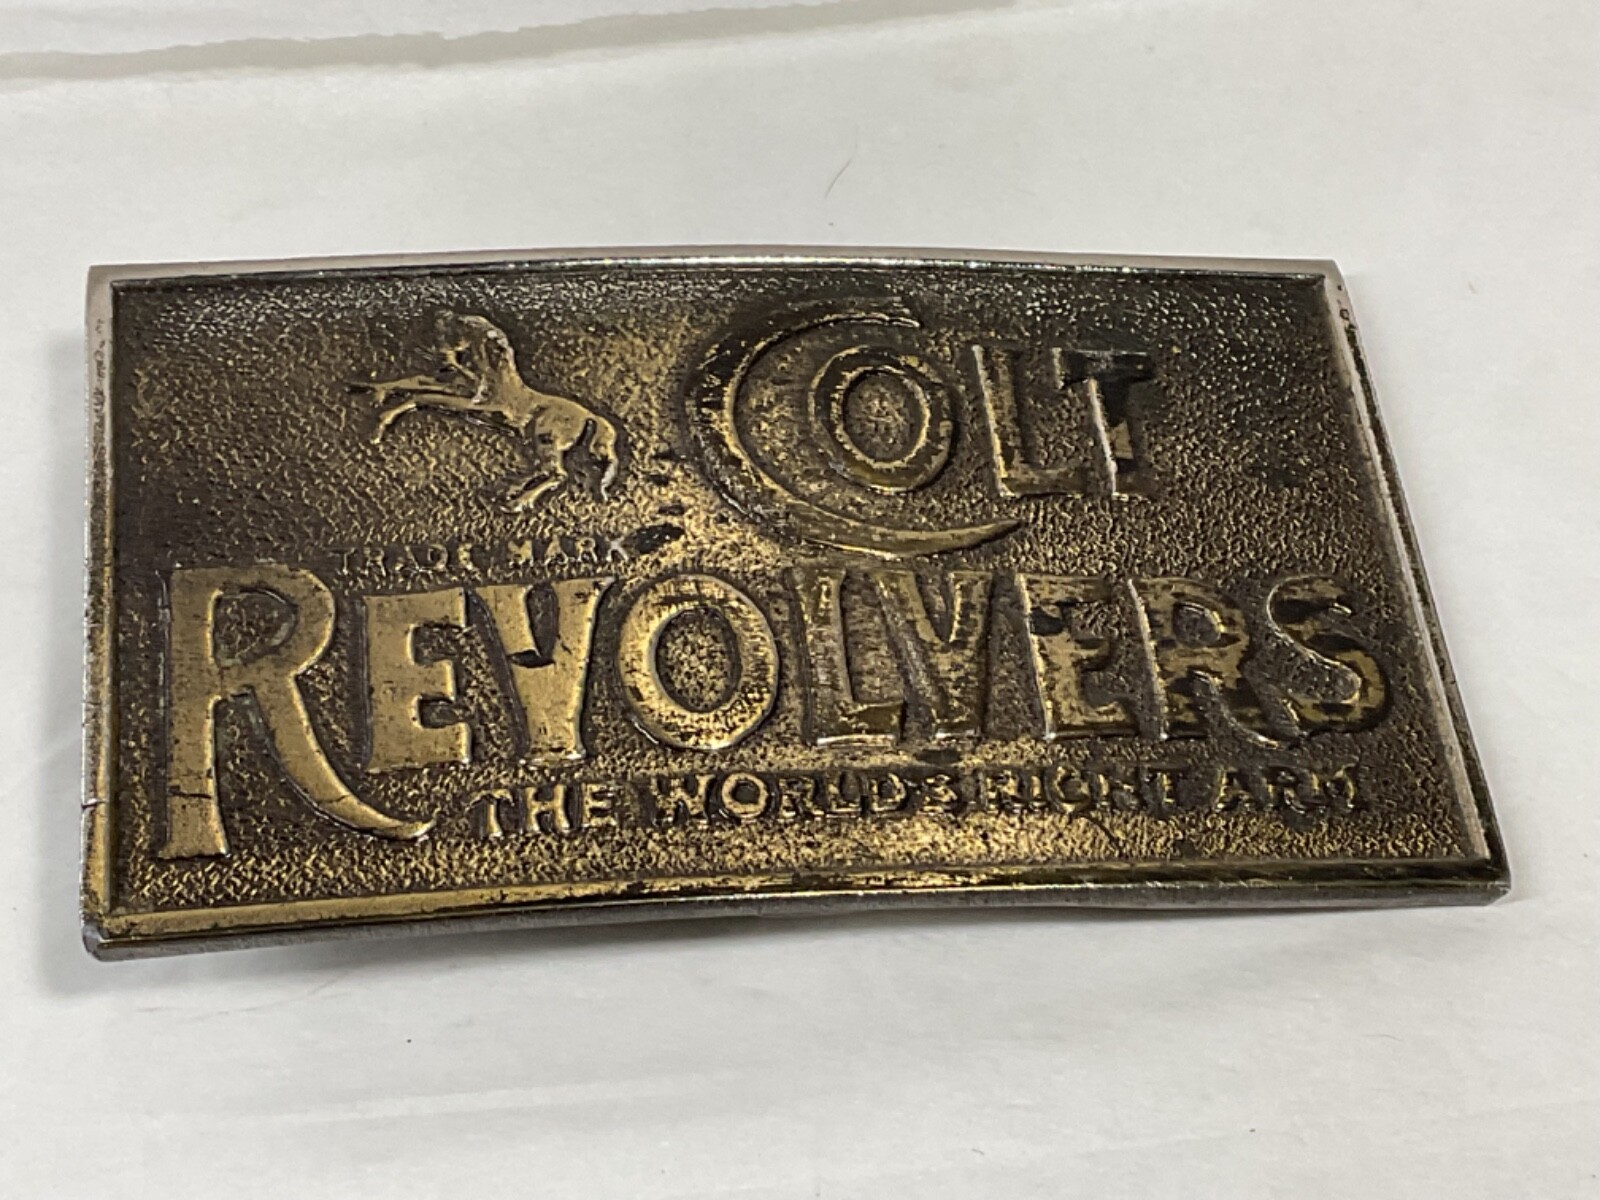 COLT
TRADE MARK
REVOLVERS
THE WORLD'S RIGHT ARM